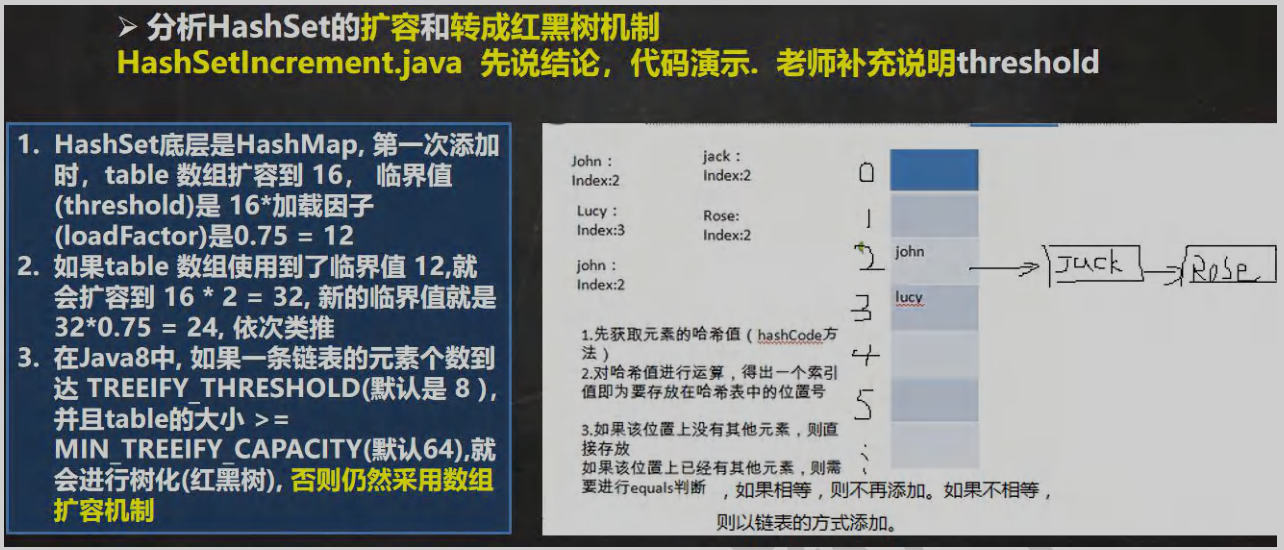 ➢ 分析HashSet的扩容和转成红黑树机制
HashSetIncrement.java 先说结论，代码演示. 老师补充说明threshold
1. HashSet底层是HashMap, 第一次添加
时，table 数组扩容到 16， 临界值
(threshold)是 16*加载因子
(loadFactor)是0.75 = 12
2. 如果table 数组使用到了临界值 12,就
会扩容到 16 * 2 = 32, 新的临界值就是
32*0.75 = 24, 依次类推
3. 在Java8中, 如果一条链表的元素个数到
达 TREEIFY_THRESHOLD(默认是 8 ),
并且table的大小 >=
MIN_TREEIFY_CAPACITY(默认64),就
会进行树化(红黑树), 否则仍然采用数组
扩容机制
John：
Index:2
jack：
Index:2
Lucy：
Index:3
Rose:
Index:2
john：
Index:2
1.先获取元素的哈希值（hashCode方
法）
2.对哈希值进行运算，得出一个索引
值即为要存放在哈希表中的位置号
3.如果该位置上没有其他元素，则直
接存放
如果该位置上已经有其他元素，则需
要进行equals判断 ，如果相等，则不再添加。如果不相等，
则以链表的方式添加。
0
1
2 john Jack Rose
3 lucy
4
5